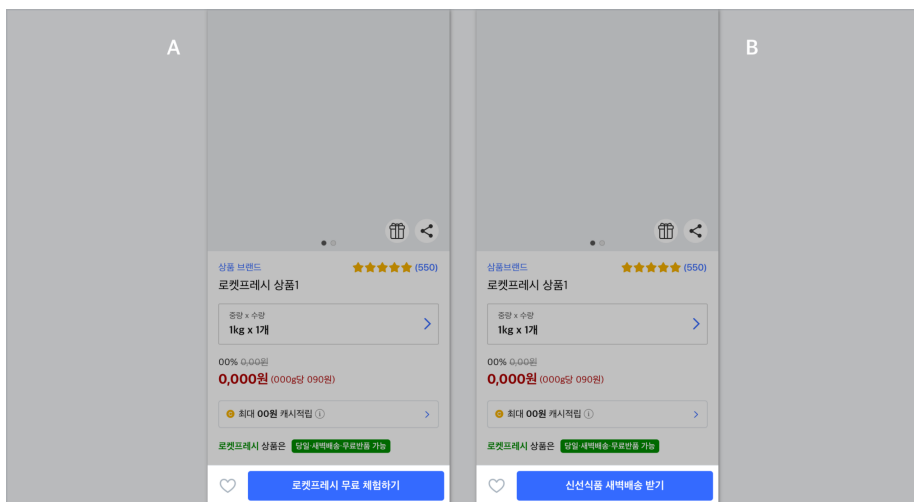 A
상품 브랜드
(550)
로켓프레시 상품1
중량 x 수량
1kg x 1개
00% 0,00원
0,000원 (000g당 090원)
최대 00원 캐시적립
로켓프레시 상품은 당일·새벽배송·무료반품 가능
로켓프레시 무료 체험하기
B
상품브랜드
(550)
로켓프레시 상품1
중량 x 수량
1kg x 1개
00% 0,00원
0,000원 (000g당 090원)
최대 00원 캐시적립
로켓프레시 상품은 당일·새벽배송·무료반품 가능
신선식품 새벽배송 받기